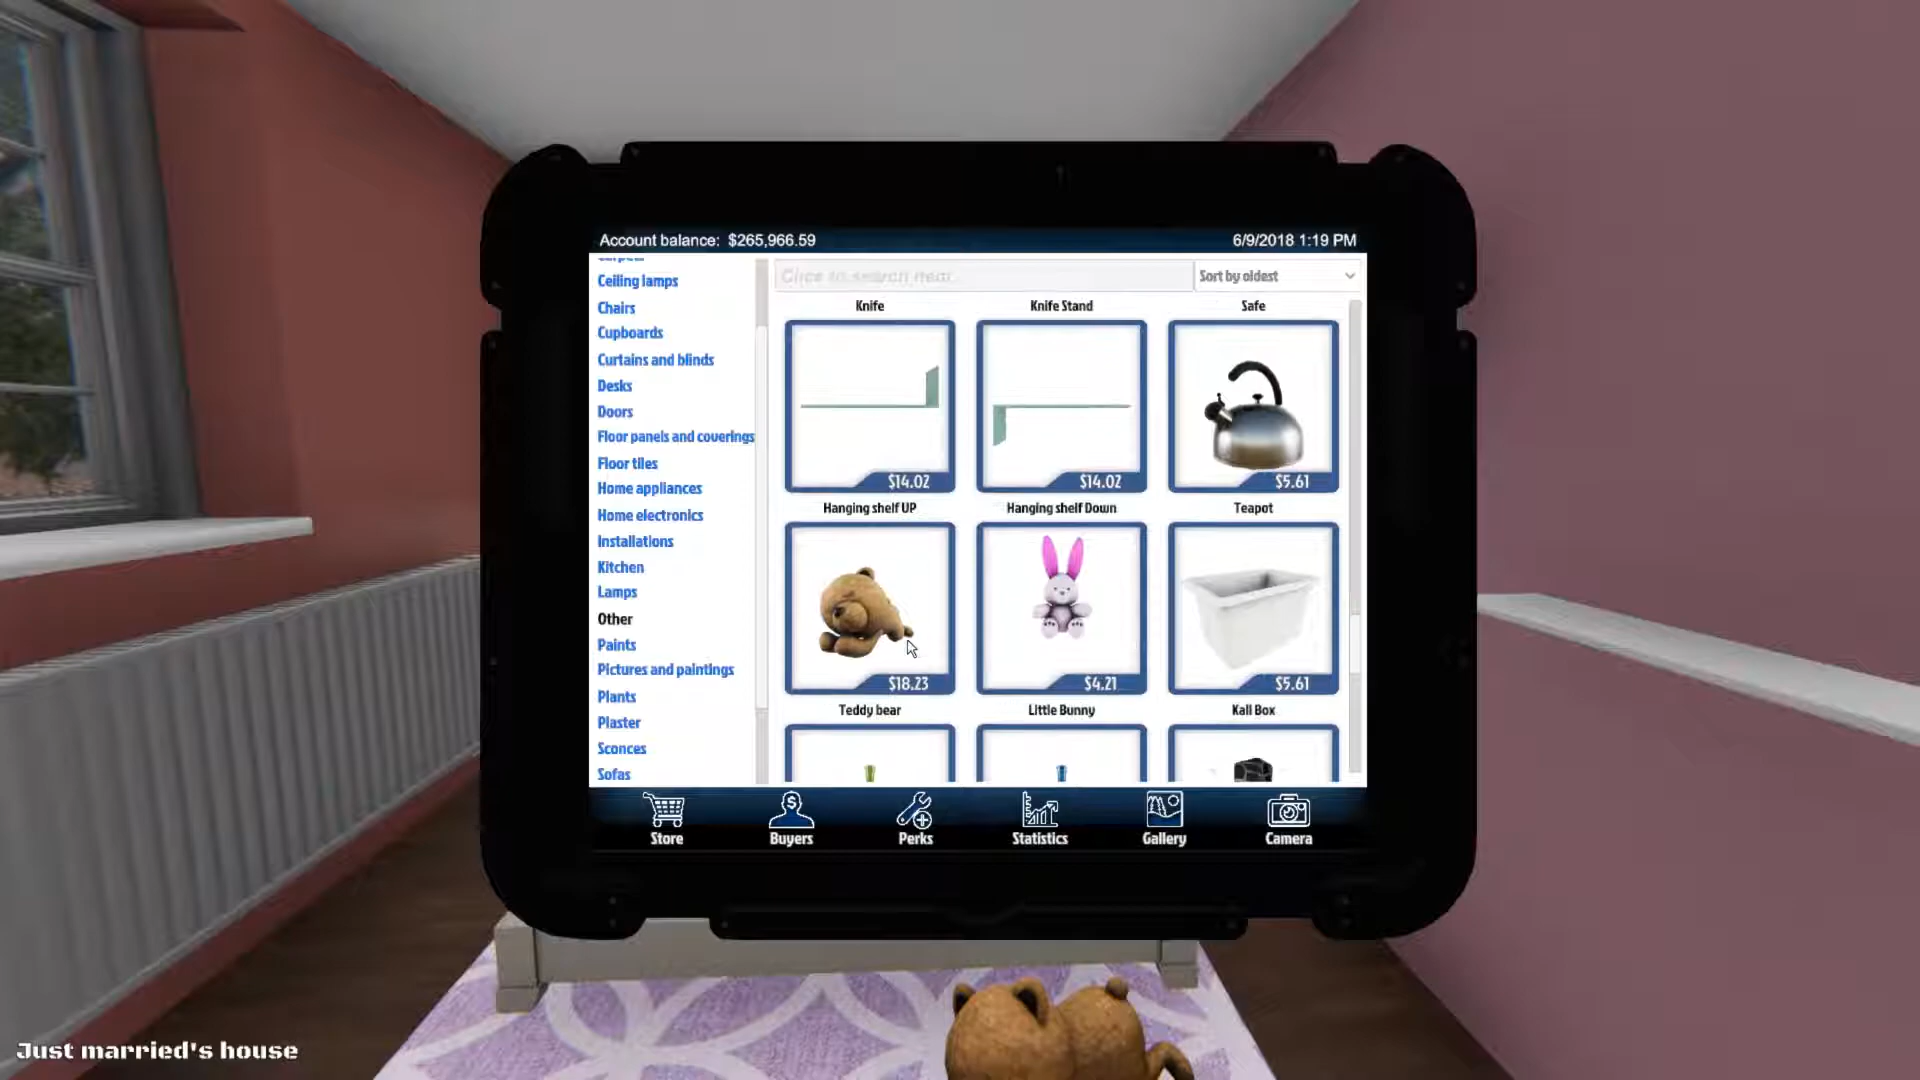 Account balance: $265,966.59
6/9/2018 1:19 PM
Ceiling lamps
Chairs
Cupboards
Curtains and blinds
Desks
Doors
Floor panels and coverings
Floor tiles
Home appliances
Home electronics
Installations
Kitchen
Lamps
Other
Paints
Pictures and paintings
Plants
Plaster
Sconces
Sofas
Sort by oldest
Knife
Knife Stand
Safe
$14.02
$14.02
$5.61
Hanging shelf UP
Hanging shelf Down
Teapot
$18.23
$4.21
$5.61
Teddy bear
Little Bunny
Kall Box
Store
Buyers
Perks
Statistics
Gallery
Camera
Just married's house